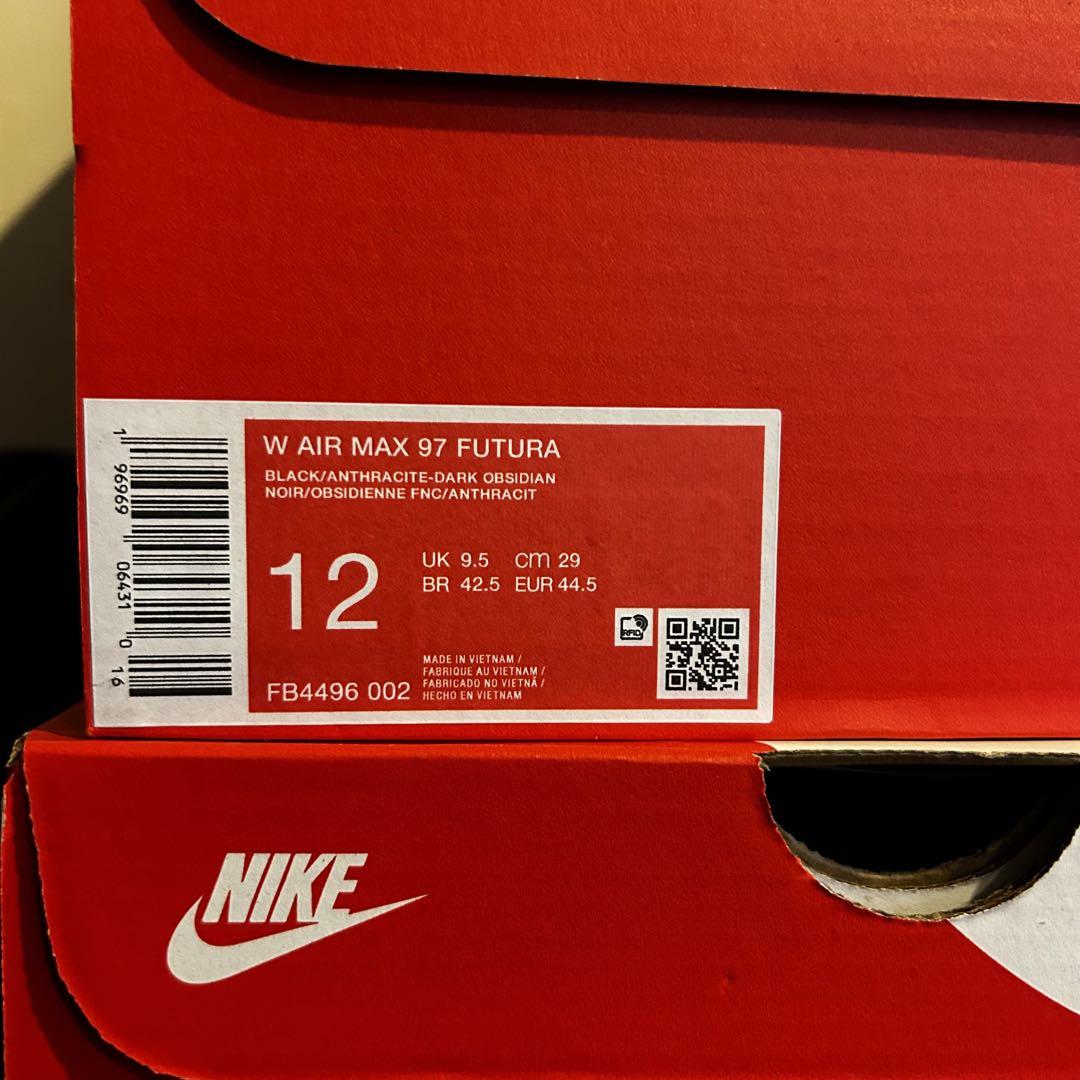 W AIR MAX 97 FUTURA
BLACK/ANTHRACITE-DARK OBSIDIAN
NOIR/OBSIDIENNE FNC/ANTHRACIT
12
UK 9.5 cm 29
BR 42.5 EUR 44.5
RFID
MADE IN VIETNAM /
FABRIQUE AU VIETNAM /
FABRICADO NO VIETNÃ /
HECHO EN VIETNAM
FB4496 002
1 96969 06431 0 16
NIKE